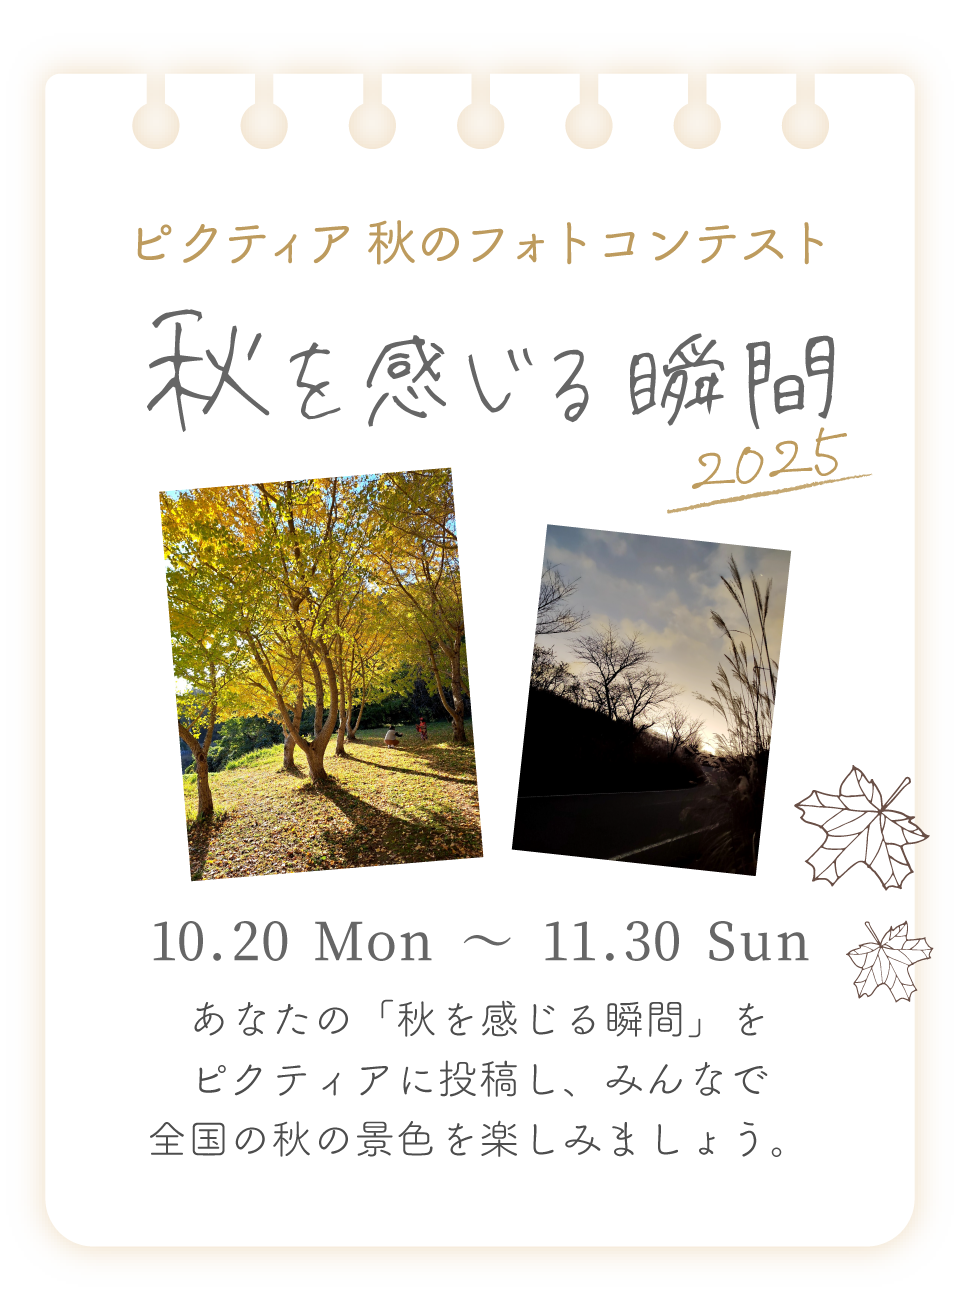 ピクティア 秋のフォトコンテスト
秋を感じる瞬間
2025
10.20 Mon ～ 11.30 Sun
あなたの「秋を感じる瞬間」を
ピクティアに投稿し、みんなで
全国の秋の景色を楽しみましょう。